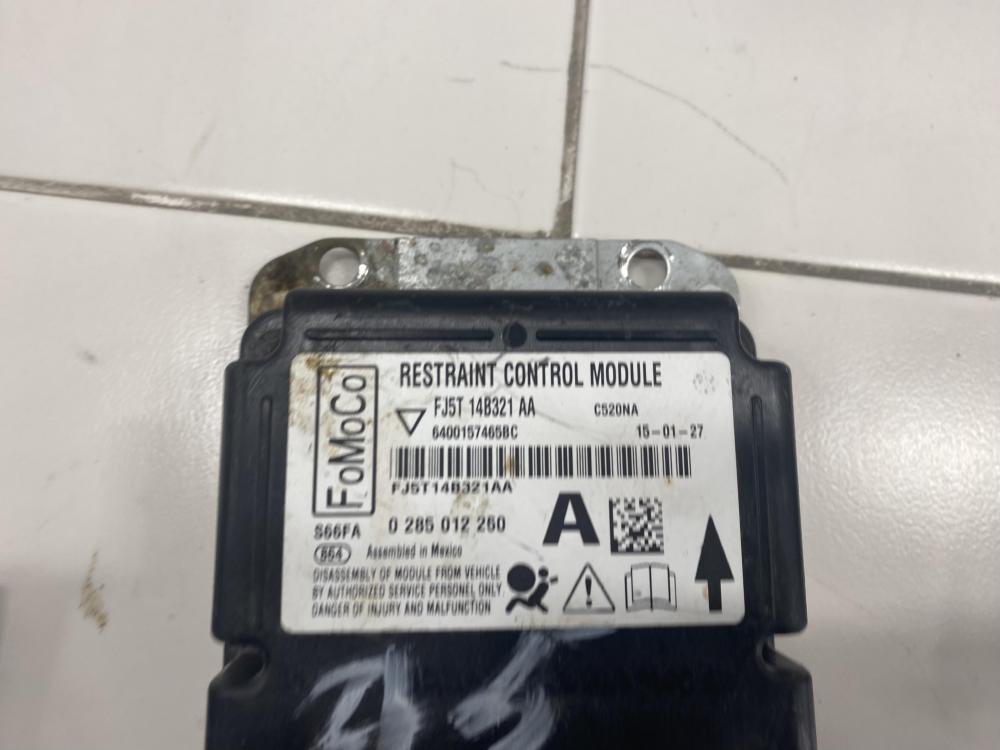 RESTRAINT CONTROL MODULE
FoMoCo
FJ5T 14B321 AA C520NA
6400157465BC 15-01-27
FJ5T14B321AA
S66FA 0 285 012 260 A
864 Assembled in Mexico
DISASSEMBLY OF MODULE FROM VEHICLE
BY AUTHORIZED SERVICE PERSONEL ONLY
DANGER OF INJURY AND MALFUNCTION